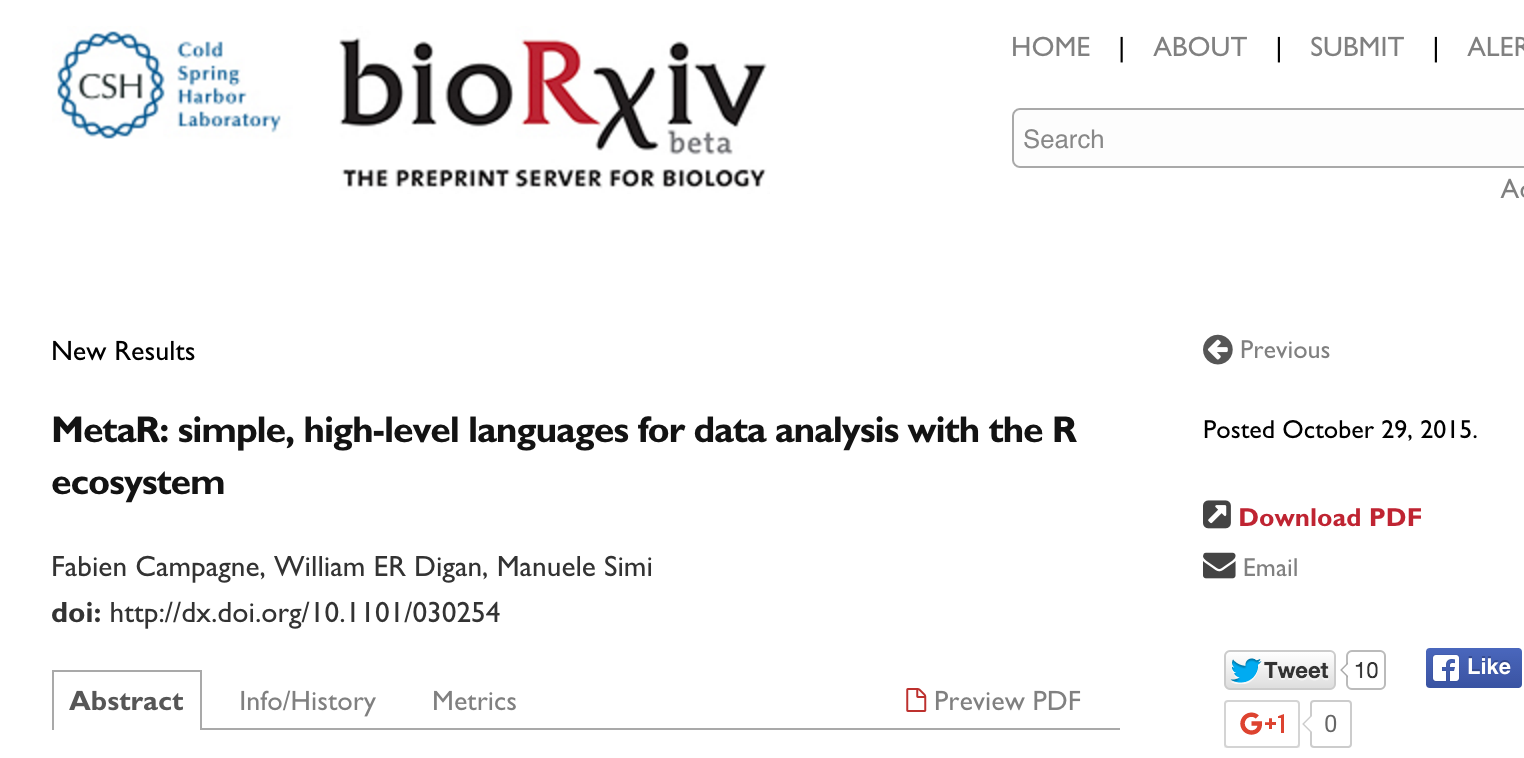 CSH
Cold
Spring
Harbor
Laboratory
bioRxiv
beta
THE PREPRINT SERVER FOR BIOLOGY
HOME | ABOUT | SUBMIT | ALER
Search
Ad
New Results
MetaR: simple, high-level languages for data analysis with the R
ecosystem
Fabien Campagne, William ER Digan, Manuele Simi
doi: http://dx.doi.org/10.1101/030254
Abstract Info/History Metrics Preview PDF
Previous
Posted October 29, 2015.
Download PDF
Email
Tweet 10 Like
G+1 0